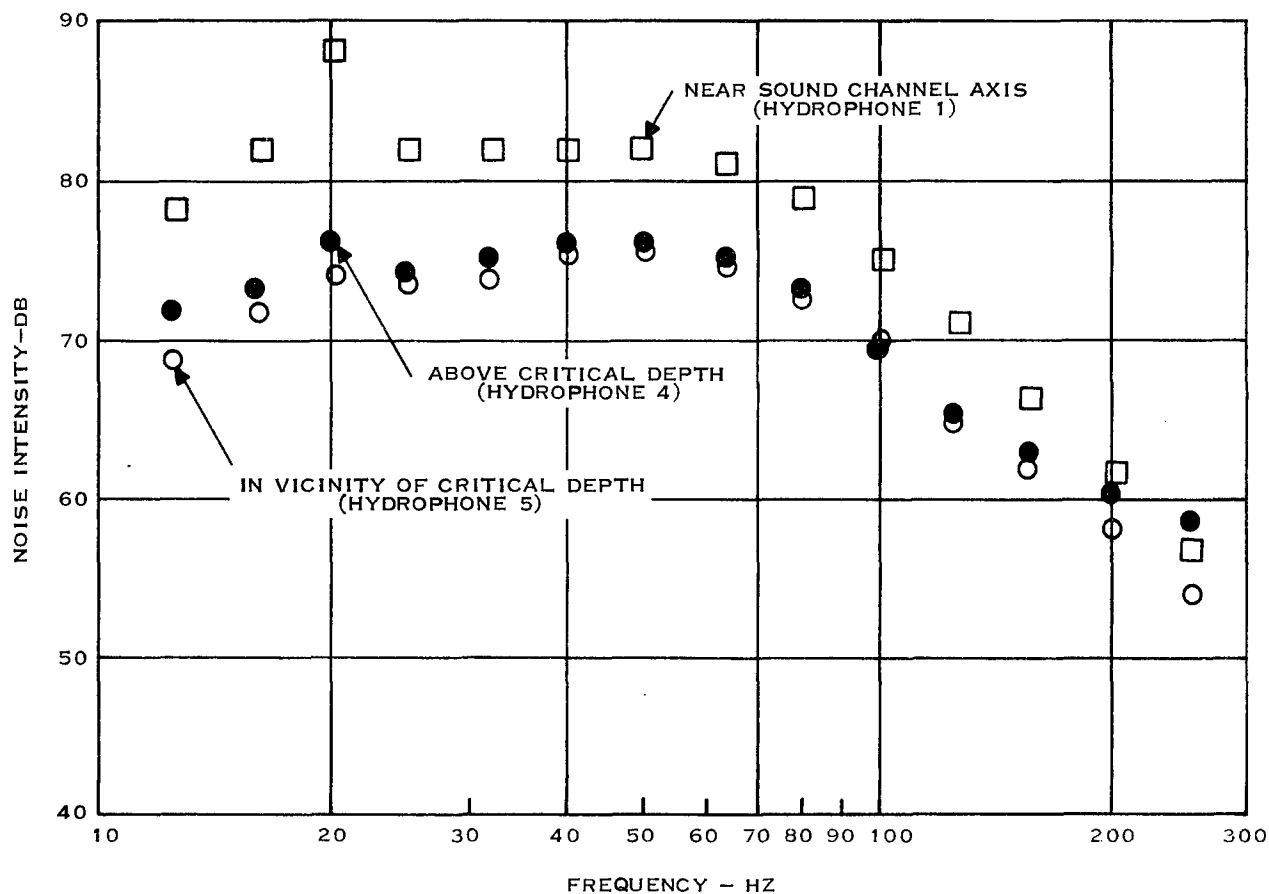 90
80
70
60
50
40
NOISE INTENSITY-DB
NEAR SOUND CHANNEL AXIS
(HYDROPHONE 1)
ABOVE CRITICAL DEPTH
(HYDROPHONE 4)
IN VICINITY OF CRITICAL DEPTH
(HYDROPHONE 5)
10 20 30 40 50 60 70 80 90 100 200 300
FREQUENCY - HZ